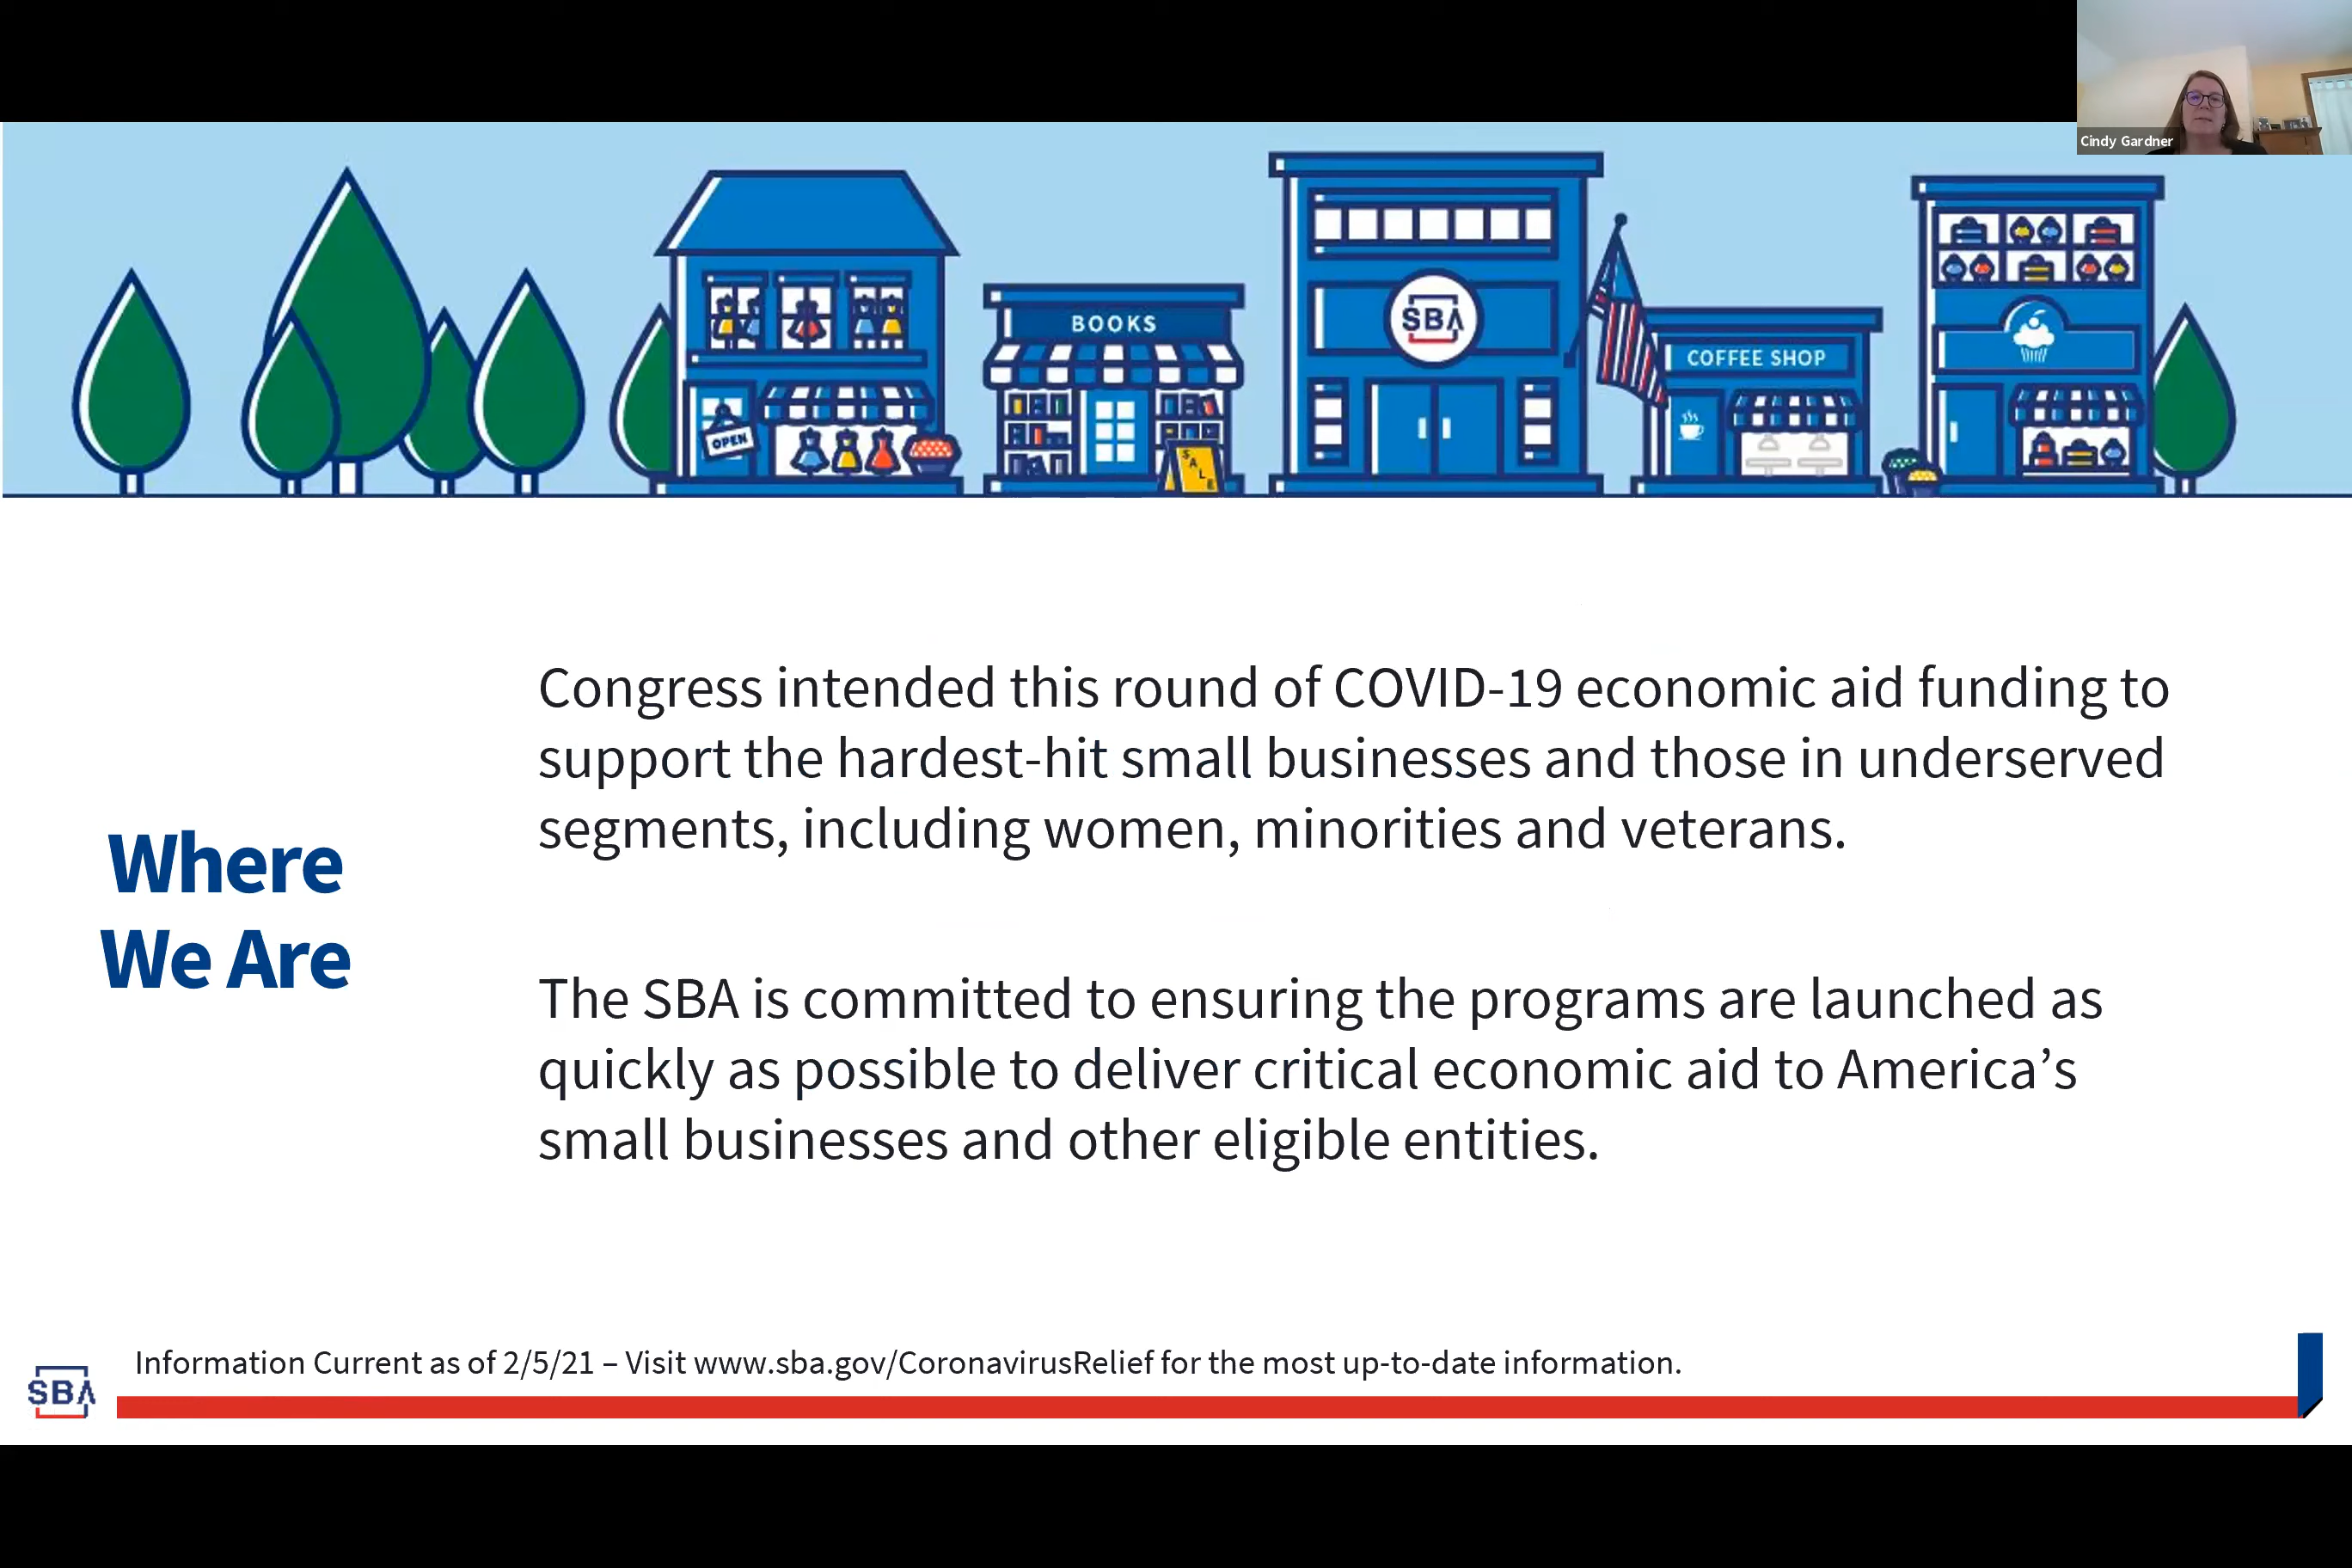 Cindy Gardner
BOOKS
SBA
COFFEE SHOP
OPEN
SALE
Where
We Are
Congress intended this round of COVID-19 economic aid funding to
support the hardest-hit small businesses and those in underserved
segments, including women, minorities and veterans.
The SBA is committed to ensuring the programs are launched as
quickly as possible to deliver critical economic aid to America’s
small businesses and other eligible entities.
Information Current as of 2/5/21 – Visit www.sba.gov/CoronavirusRelief for the most up-to-date information.
SBA